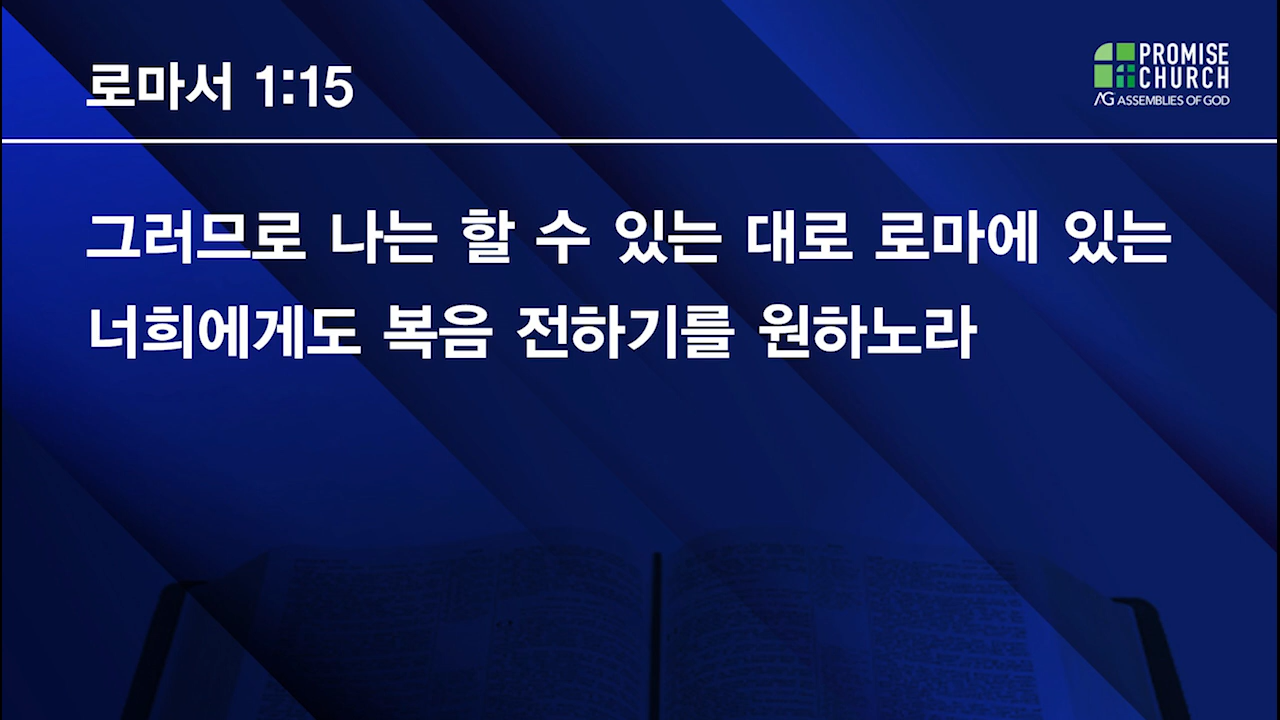 로마서 1:15
PROMISE
CHURCH
AG ASSEMBLIES OF GOD
그러므로 나는 할 수 있는 대로 로마에 있는
너희에게도 복음 전하기를 원하노라